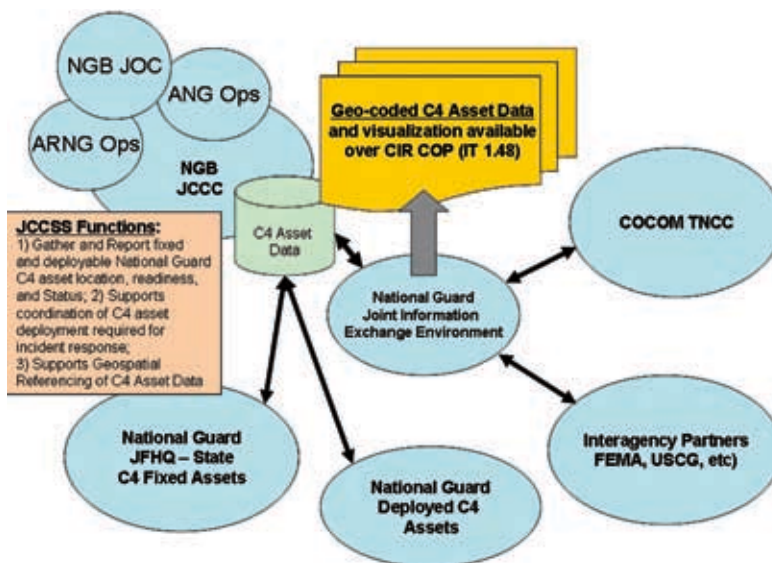 NGB JOC
ANG Ops
ARNG Ops
NGB
JCCC
Geo-coded C4 Asset Data
and visualization available
over CIR COP (IT 1.48)
COCOM TNCC
C4 Asset
Data
JCCSS Functions:
1) Gather and Report fixed
and deployable National Guard
C4 asset location, readiness,
and Status; 2) Supports
coordination of C4 asset
deployment required for
incident response;
3) Supports Geospatial
Referencing of C4 Asset Data
National Guard
Joint Information
Exchange Environment
National Guard
JFHQ – State
C4 Fixed Assets
National Guard
Deployed C4
Assets
Interagency Partners
FEMA, USCG, etc)